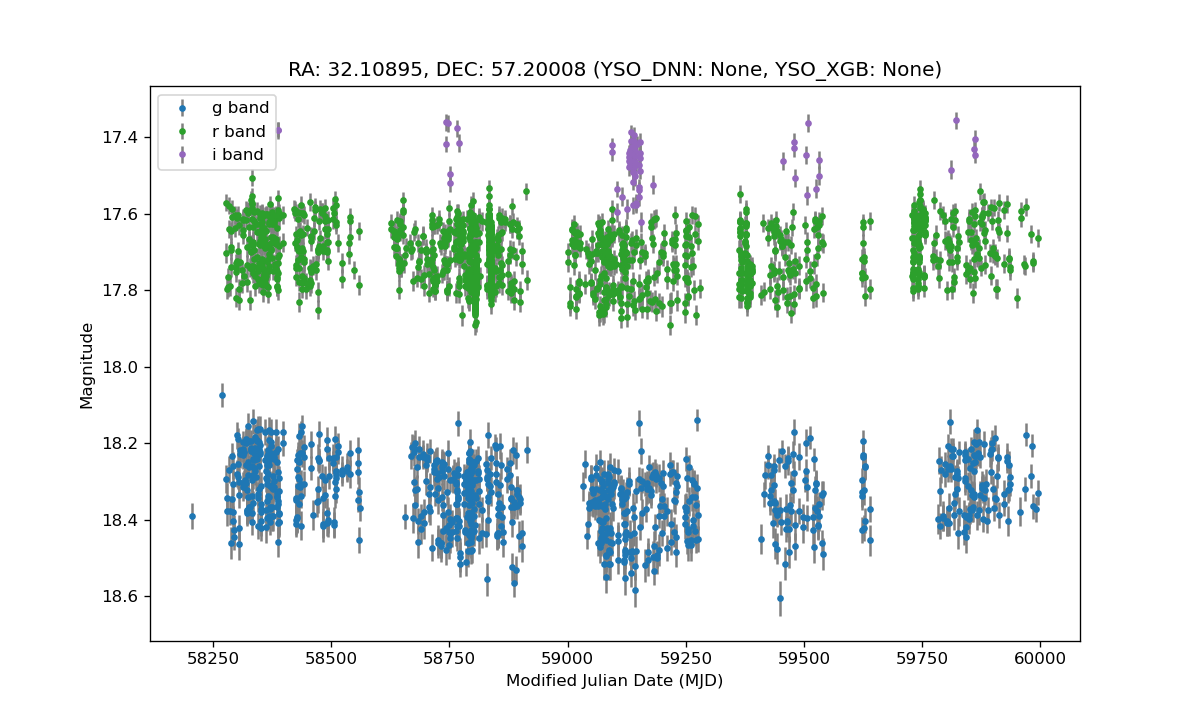 RA: 32.10895, DEC: 57.20008 (YSO_DNN: None, YSO_XGB: None)
g band
r band
i band
17.4
17.6
17.8
18.0
18.2
18.4
18.6
Magnitude
58250 58500 58750 59000 59250 59500 59750 60000
Modified Julian Date (MJD)